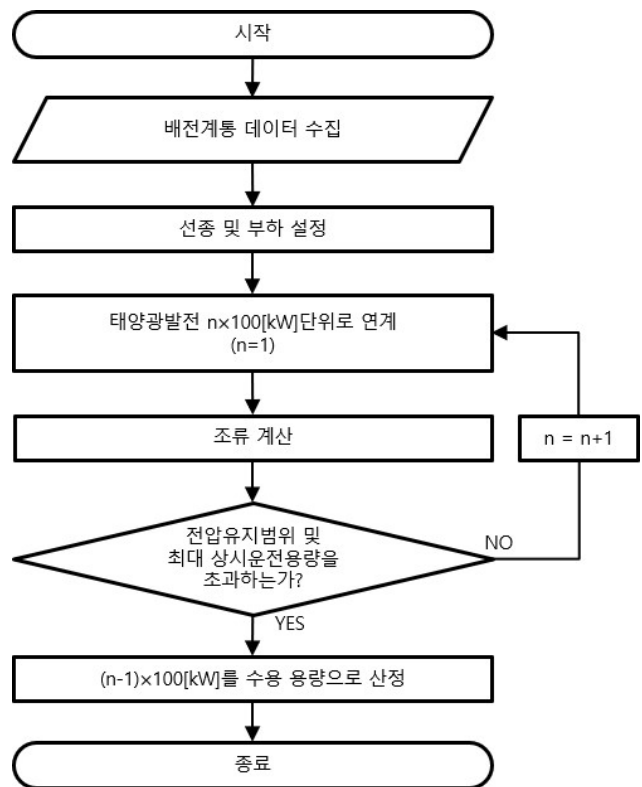 시작
배전계통 데이터 수집
선종 및 부하 설정
태양광발전 n×100[kW]단위로 연계
(n=1)
조류 계산
n = n+1
전압유지범위 및
최대 상시운전용량을
초과하는가?
NO
YES
(n-1)×100[kW]를 수용 용량으로 산정
종료